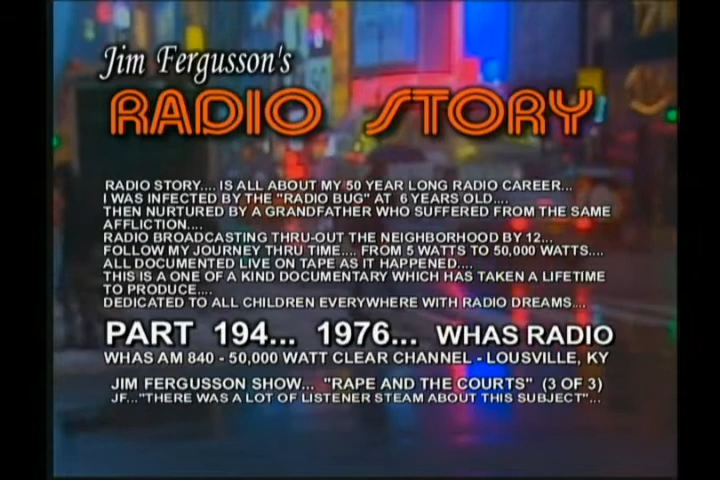 Jim Fergusson's
RADIO STORY
RADIO STORY.... IS ALL ABOUT MY 50 YEAR LONG RADIO CAREER...
I WAS INFECTED BY THE "RADIO BUG" AT 6 YEARS OLD....
THEN NURTURED BY A GRANDFATHER WHO SUFFERED FROM THE SAME
AFFLICTION....
RADIO BROADCASTING THRU-OUT THE NEIGHBORHOOD BY 12...
FOLLOW MY JOURNEY THRU TIME.... FROM 5 WATTS TO 50,000 WATTS....
ALL DOCUMENTED LIVE ON TAPE AS IT HAPPENED....
THIS IS A ONE OF A KIND DOCUMENTARY WHICH HAS TAKEN A LIFETIME
TO PRODUCE....
DEDICATED TO ALL CHILDREN EVERYWHERE WITH RADIO DREAMS....
PART 194... 1976... WHAS RADIO
WHAS AM 840 - 50,000 WATT CLEAR CHANNEL - LOUSVILLE, KY
JIM FERGUSSON SHOW... "RAPE AND THE COURTS" (3 OF 3)
JF..."THERE WAS A LOT OF LISTENER STEAM ABOUT THIS SUBJECT"...